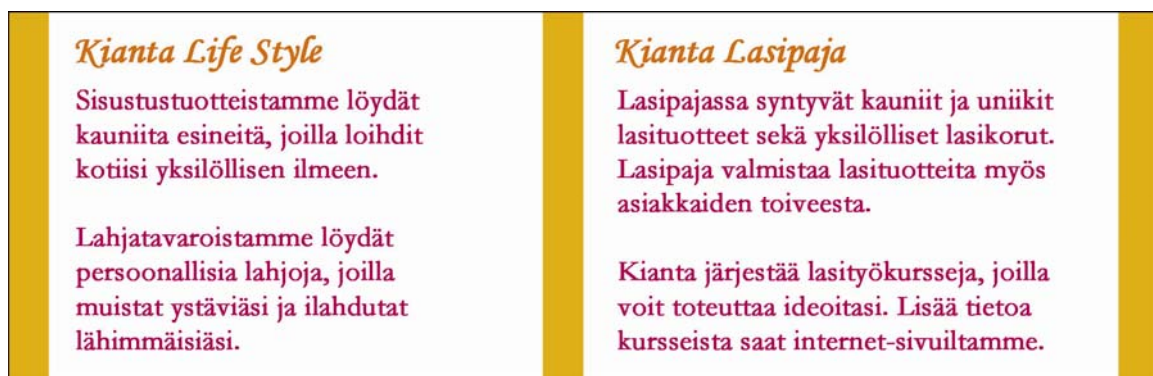 Kianta Life Style
Sisustustuotteistamme löydät
kauniita esineitä, joilla loihdit
kotiisi yksilöllisen ilmeen.
Lahjatavaroistamme löydät
persoonallisia lahjoja, joilla
muistat ystäviäsi ja ilahdutat
lähimmäisiäsi.
Kianta Lasipaja
Lasipajassa syntyvät kauniit ja uniikit
lasituotteet sekä yksilölliset lasikorut.
Lasipaja valmistaa lasituotteita myös
asiakkaiden toiveesta.
Kianta järjestää lasityökursseja, joilla
voit toteuttaa ideoitasi. Lisää tietoa
kursseista saat internet-sivuiltamme.